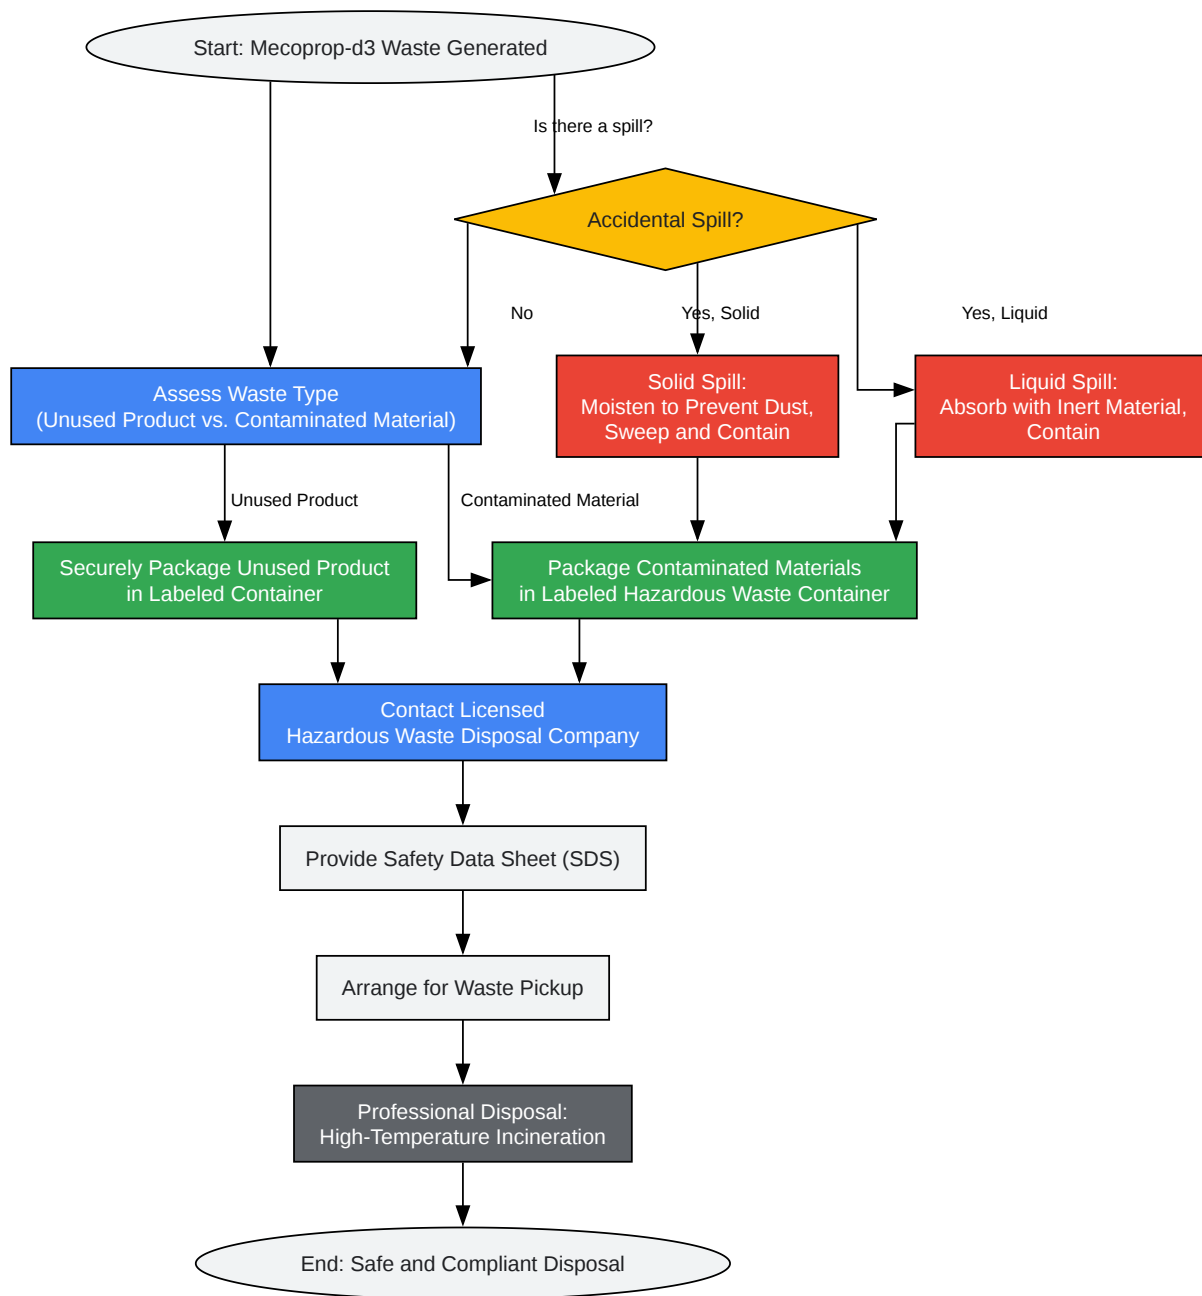 Start: Mecoprop-d3 Waste Generated
Is there a spill?
Accidental Spill?
No
Yes, Solid
Yes, Liquid
Assess Waste Type
(Unused Product vs. Contaminated Material)
Solid Spill:
Moisten to Prevent Dust,
Sweep and Contain
Liquid Spill:
Absorb with Inert Material,
Contain
Unused Product
Contaminated Material
Securely Package Unused Product
in Labeled Container
Package Contaminated Materials
in Labeled Hazardous Waste Container
Contact Licensed
Hazardous Waste Disposal Company
Provide Safety Data Sheet (SDS)
Arrange for Waste Pickup
Professional Disposal:
High-Temperature Incineration
End: Safe and Compliant Disposal